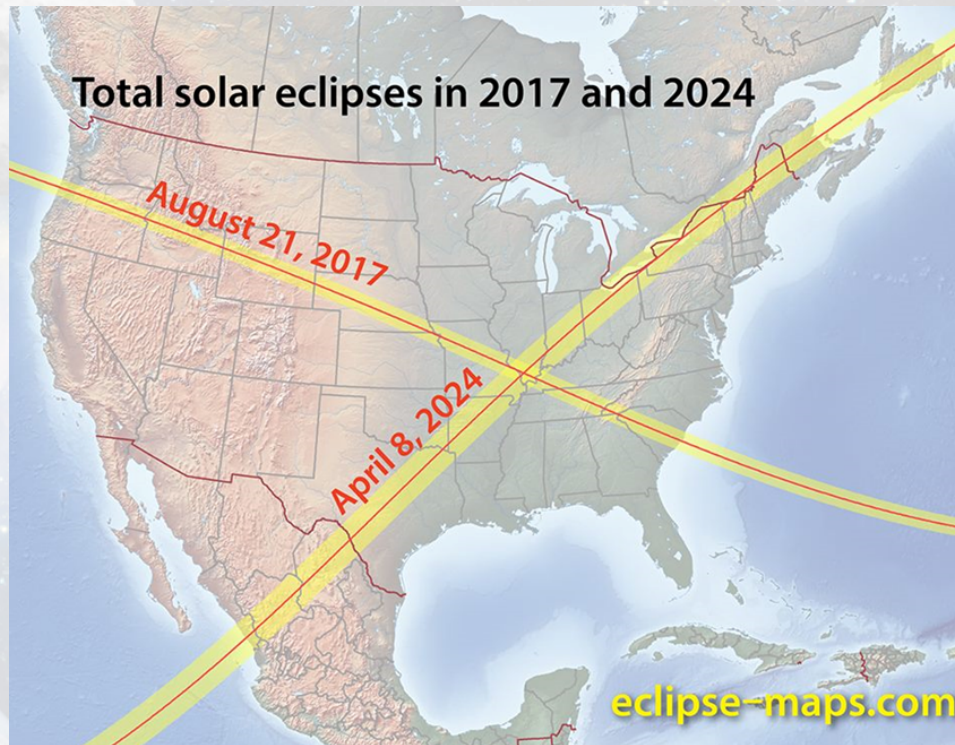 Total solar eclipses in 2017 and 2024
August 21, 2017
April 8, 2024
eclipse-maps.com